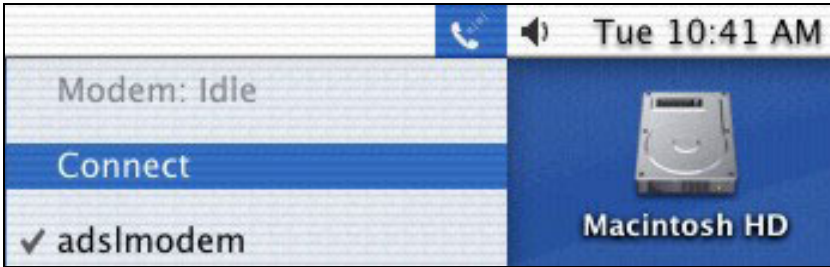 Tue 10:41 AM
Modem: Idle
Connect
✓ adslmodem
Macintosh HD